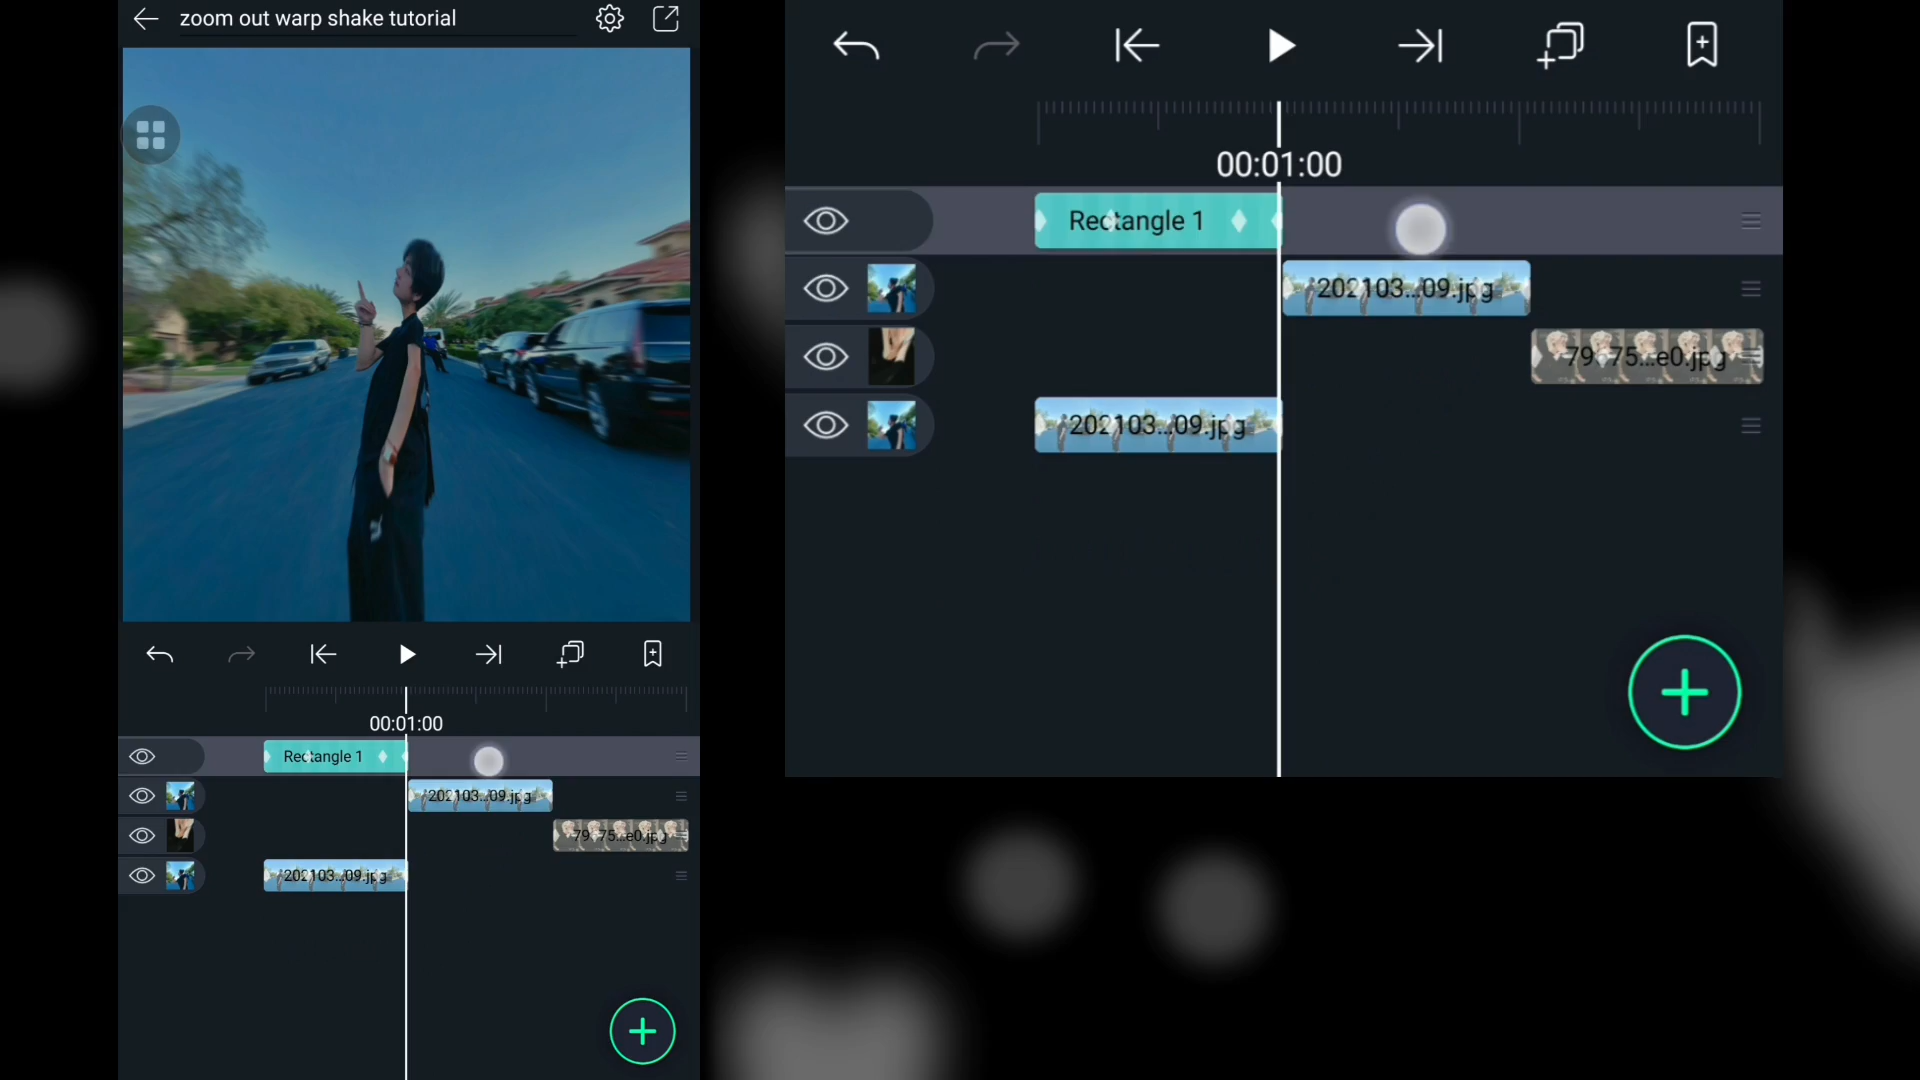 zoom out warp shake tutorial
00:01:00
Rectangle 1
202103...09.jpg
79 75...e0.jpg
202103...09.jpg
00:01:00
Rectangle 1
202103...09.jpg
79 75...e0.jpg
202103...09.jpg